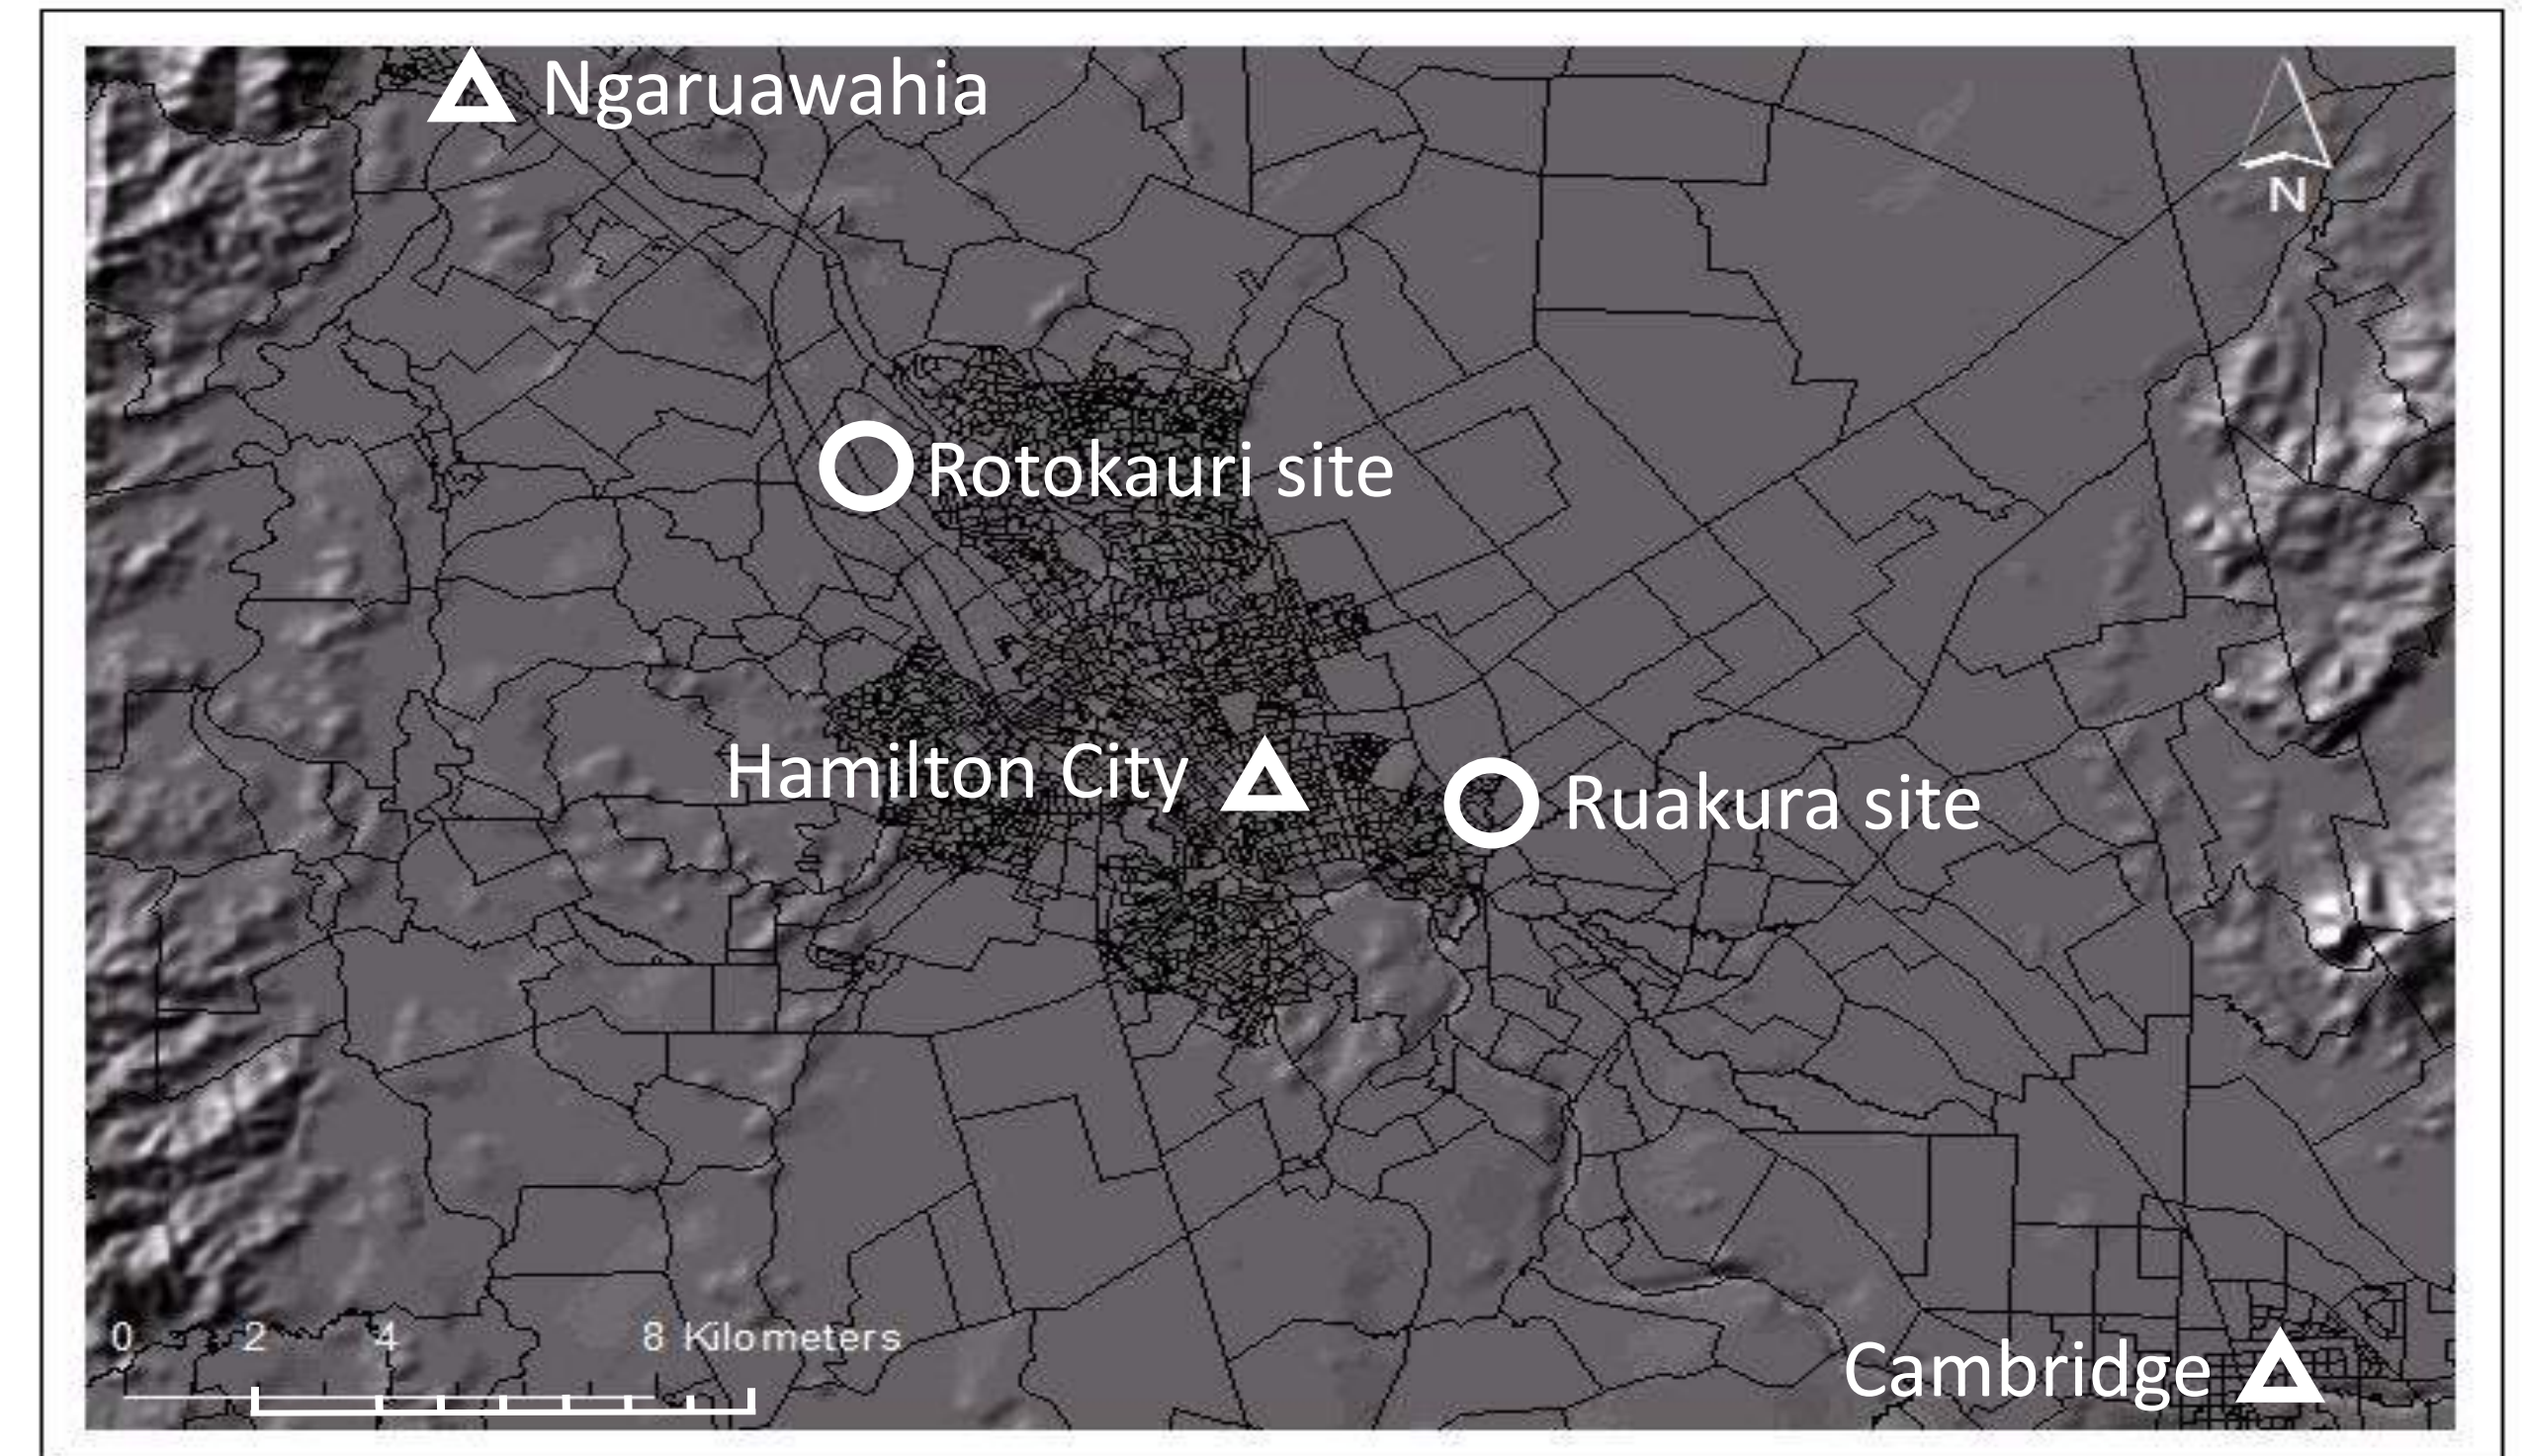 Ngaruawahia
N
Rotokauri site
Hamilton City
Ruakura site
0 2 4 8 Kilometers
Cambridge